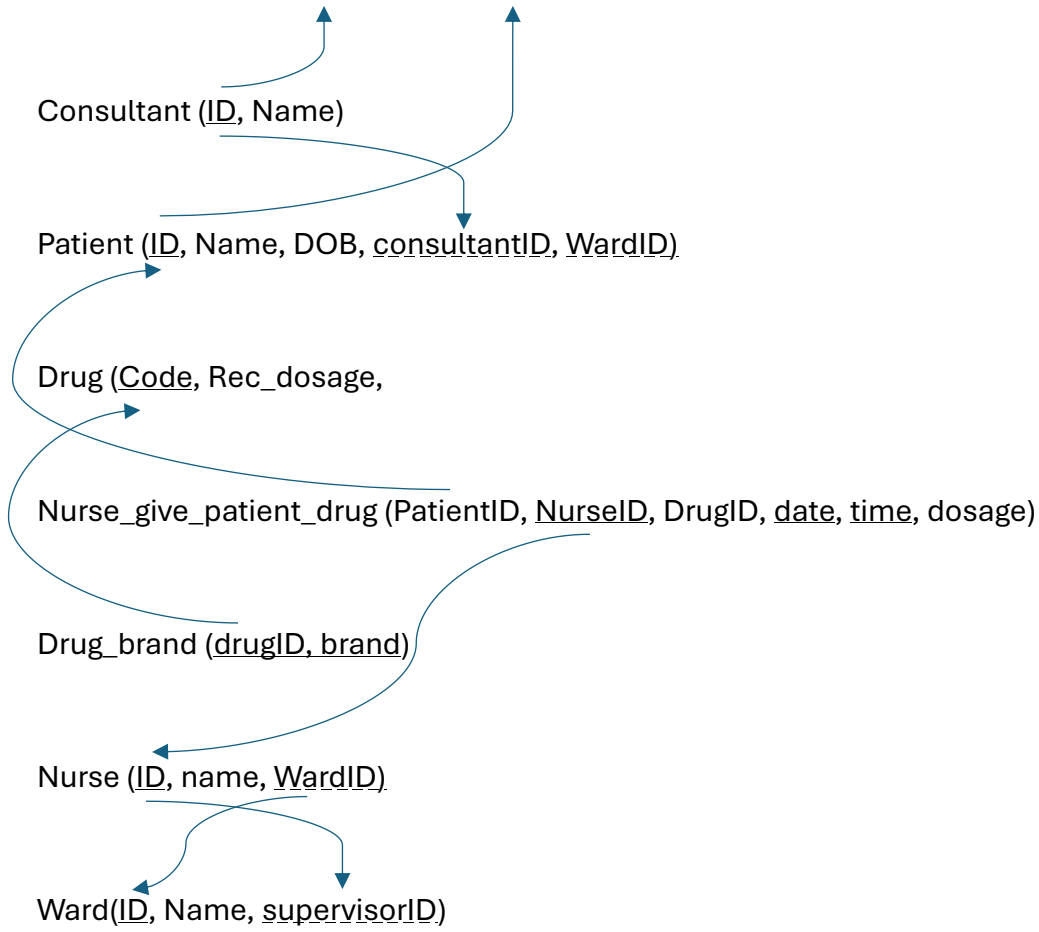 Consultant (ID, Name)
Patient (ID, Name, DOB, consultantID, WardID)
Drug (Code, Rec_dosage,
Nurse_give_patient_drug (PatientID, NurseID, DrugID, date, time, dosage)
Drug_brand (drugID, brand)
Nurse (ID, name, WardID)
Ward(ID, Name, supervisorID)